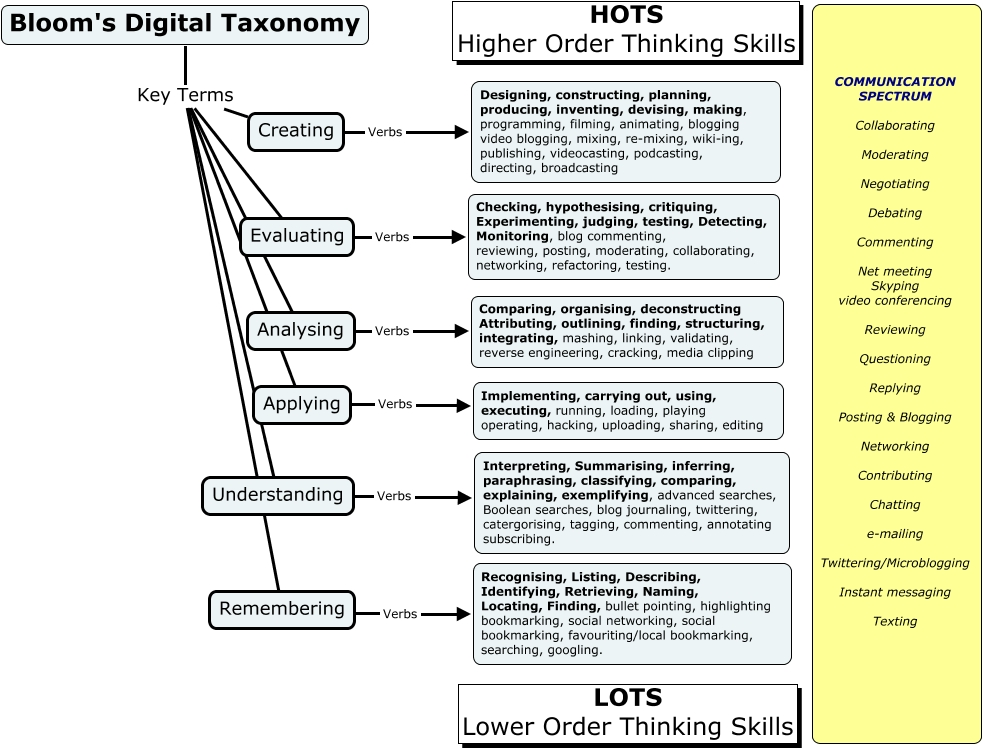 Bloom's Digital Taxonomy
HOTS
Higher Order Thinking Skills
Key Terms
Creating
Verbs
Designing, constructing, planning,
producing, inventing, devising, making,
programming, filming, animating, blogging
video blogging, mixing, re-mixing, wiki-ing,
publishing, videocasting, podcasting,
directing, broadcasting
Evaluating
Verbs
Checking, hypothesising, critiquing,
Experimenting, judging, testing, Detecting,
Monitoring, blog commenting,
reviewing, posting, moderating, collaborating,
networking, refactoring, testing.
Analysing
Verbs
Comparing, organising, deconstructing
Attributing, outlining, finding, structuring,
integrating, mashing, linking, validating,
reverse engineering, cracking, media clipping
Applying
Verbs
Implementing, carrying out, using,
executing, running, loading, playing
operating, hacking, uploading, sharing, editing
Understanding
Verbs
Interpreting, Summarising, inferring,
paraphrasing, classifying, comparing,
explaining, exemplifying, advanced searches,
Boolean searches, blog journaling, twittering,
catergorising, tagging, commenting, annotating
subscribing.
Remembering
Verbs
Recognising, Listing, Describing,
Identifying, Retrieving, Naming,
Locating, Finding, bullet pointing, highlighting
bookmarking, social networking, social
bookmarking, favouriting/local bookmarking,
searching, googling.
LOTS
Lower Order Thinking Skills
COMMUNICATION
SPECTRUM
Collaborating
Moderating
Negotiating
Debating
Commenting
Net meeting
Skyping
video conferencing
Reviewing
Questioning
Replying
Posting & Blogging
Networking
Contributing
Chatting
e-mailing
Twittering/Microblogging
Instant messaging
Texting